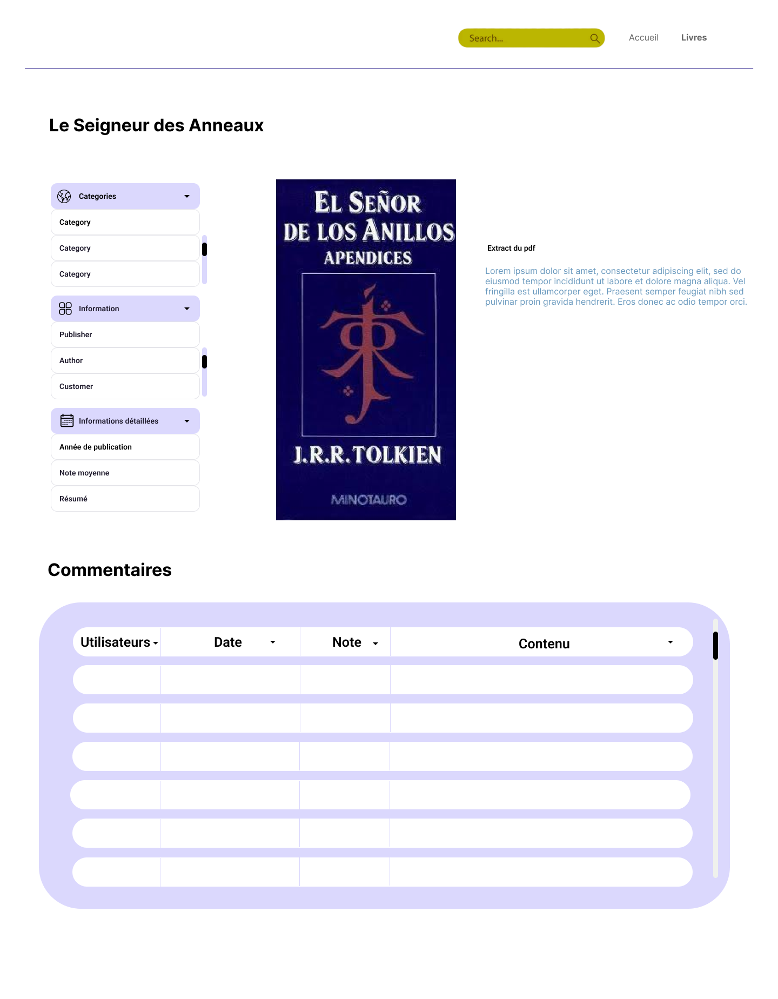 Search...
Accueil
Livres
Le Seigneur des Anneaux
Categories
Category
Category
Category
Information
Publisher
Author
Customer
Informations détaillées
Année de publication
Note moyenne
Résumé
EL SEÑOR
DE LOS ANILLOS
APENDICES
J.R.R. TOLKIEN
MINOTAURO
Extract du pdf
Lorem ipsum dolor sit amet, consectetur adipiscing elit, sed do
eiusmod tempor incididunt ut labore et dolore magna aliqua. Vel
fringilla est ullamcorper eget. Praesent semper feugiat nibh sed
pulvinar proin gravida hendrerit. Eros donec ac odio tempor orci.
Commentaires
Utilisateurs
Date
Note
Contenu